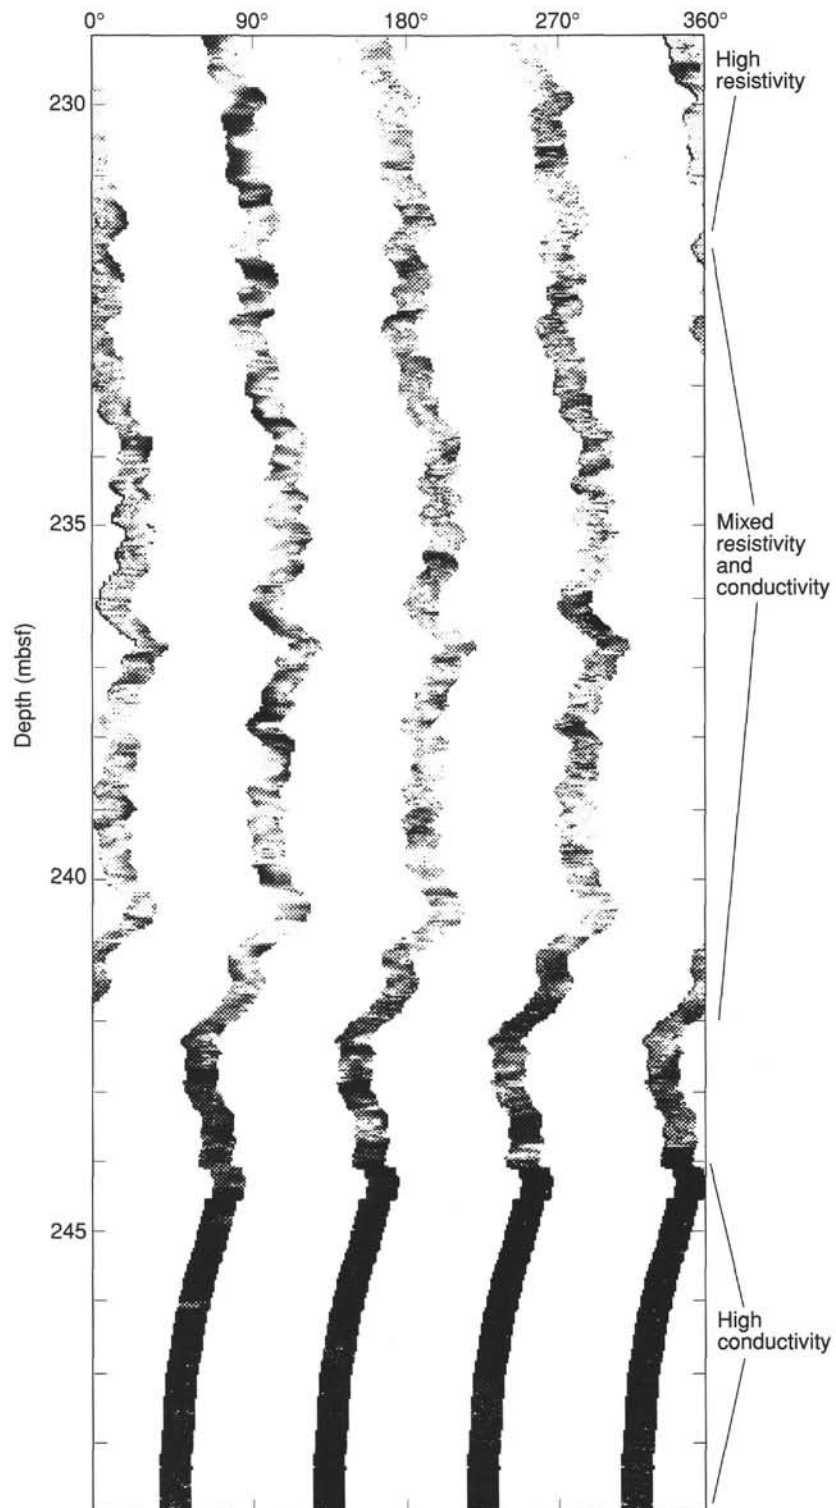 0° 90° 180° 270° 360°
High
resistivity
230
235
Mixed
resistivity
and
conductivity
Depth (mbsf)
240
245
High
conductivity